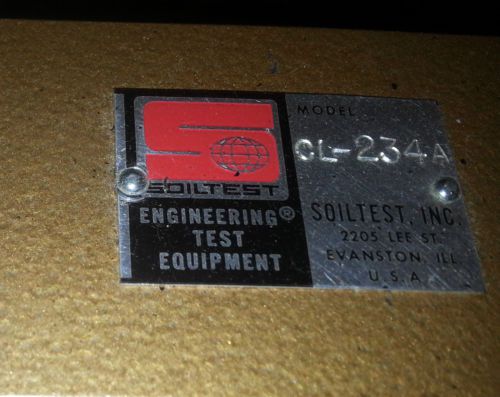 SOILTEST
ENGINEERING®
TEST
EQUIPMENT
MODEL
CL-234A
SOILTEST, INC.
2205 LEE ST.
EVANSTON, ILL.
U.S.A.